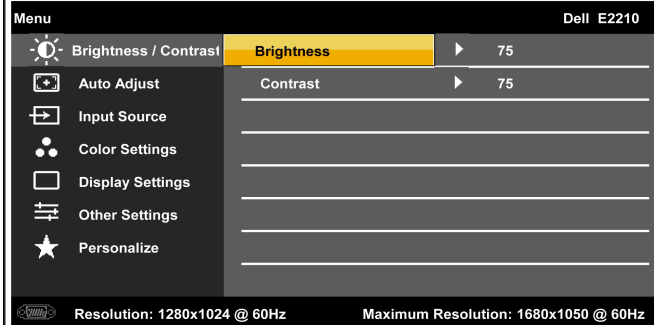 Menu Dell E2210
Brightness / Contrast Brightness 75
Auto Adjust Contrast 75
Input Source
Color Settings
Display Settings
Other Settings
Personalize
Resolution: 1280x1024 @ 60Hz Maximum Resolution: 1680x1050 @ 60Hz